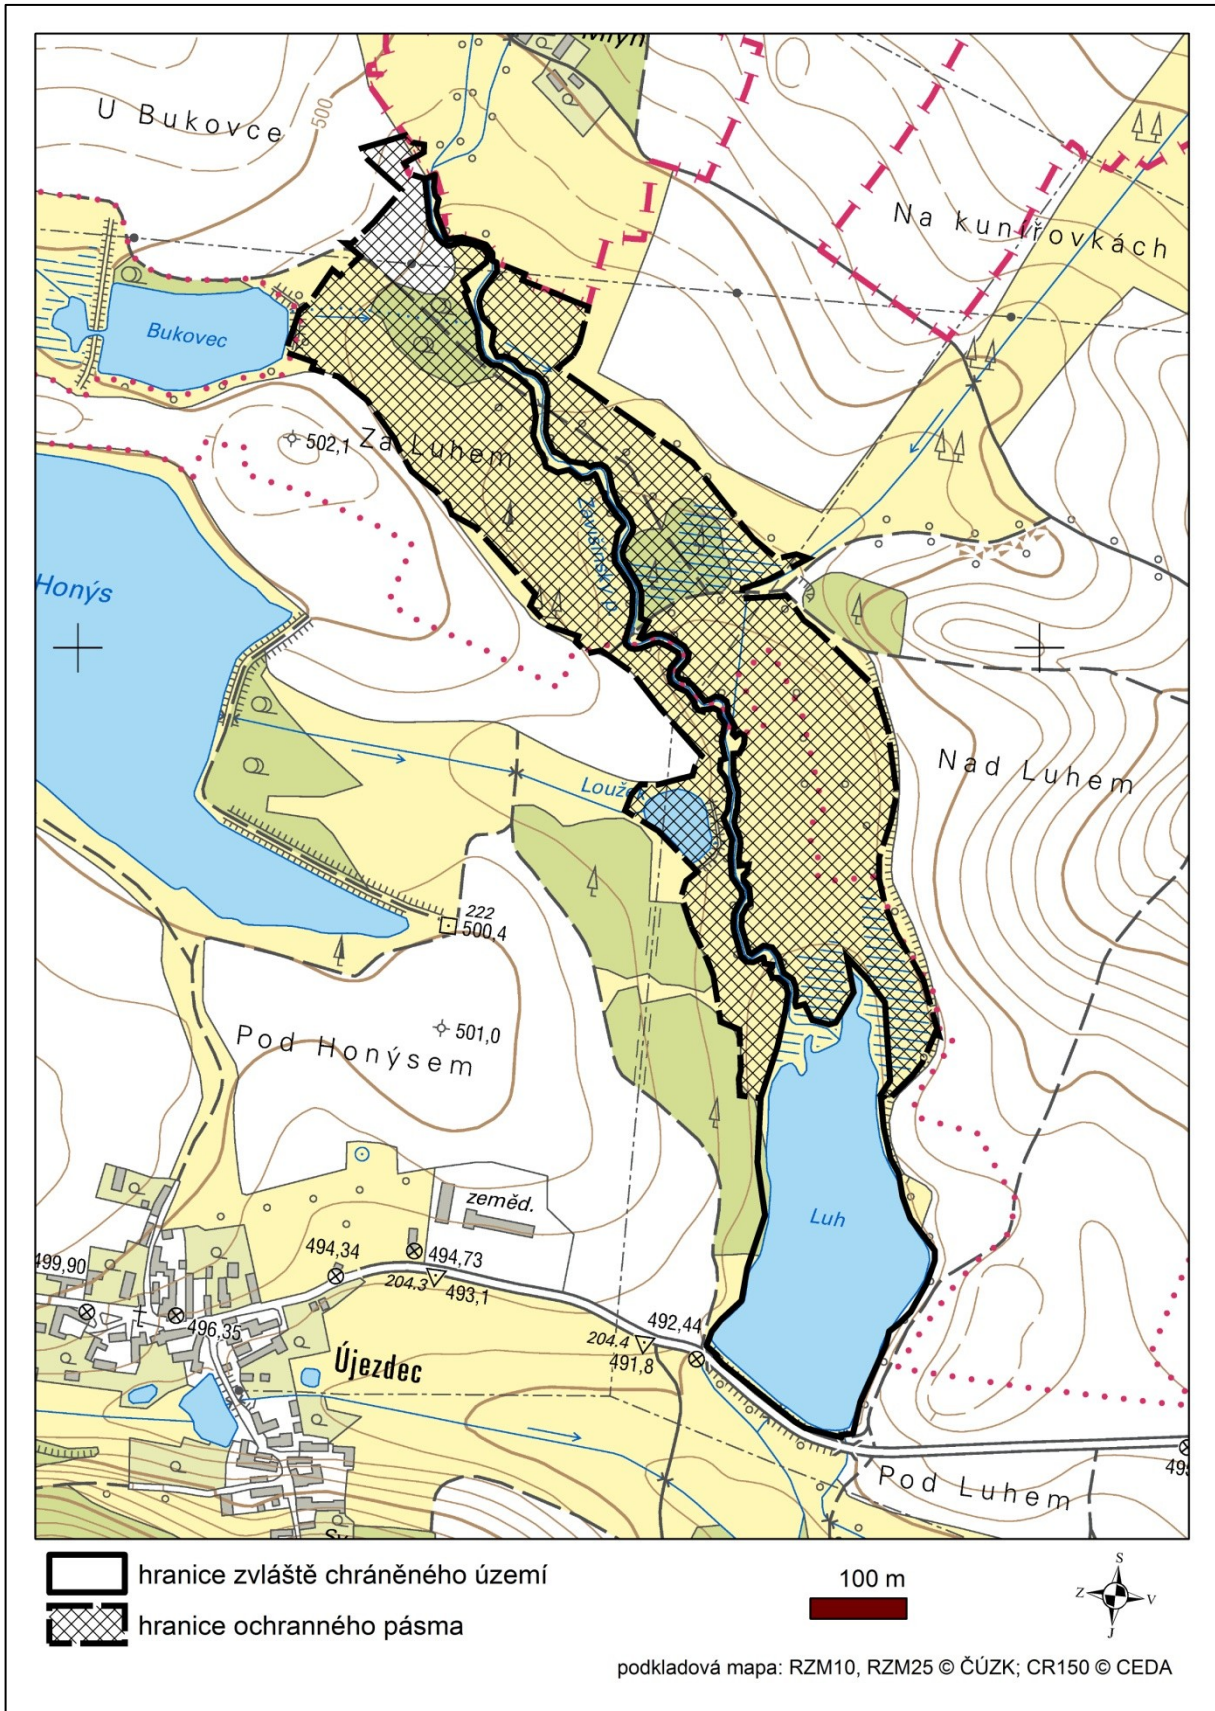 Mlýn
U Bukovce
500
Na kunířovkách
Bukovec
502,1
Za Luhem
Závišínský p.
Honýs
Nad Luhem
Loužek
222
500,4
501,0
Pod Honýsem
zeměd.
Luh
494,34
494,73
499,90
204.3
493,1
492,44
496,35
204.4
491,8
Újezdec
Pod Luhem
hranice zvláště chráněného území
100 m
S
Z
V
J
hranice ochranného pásma
podkladová mapa: RZM10, RZM25 © ČÚZK; CR150 © CEDA